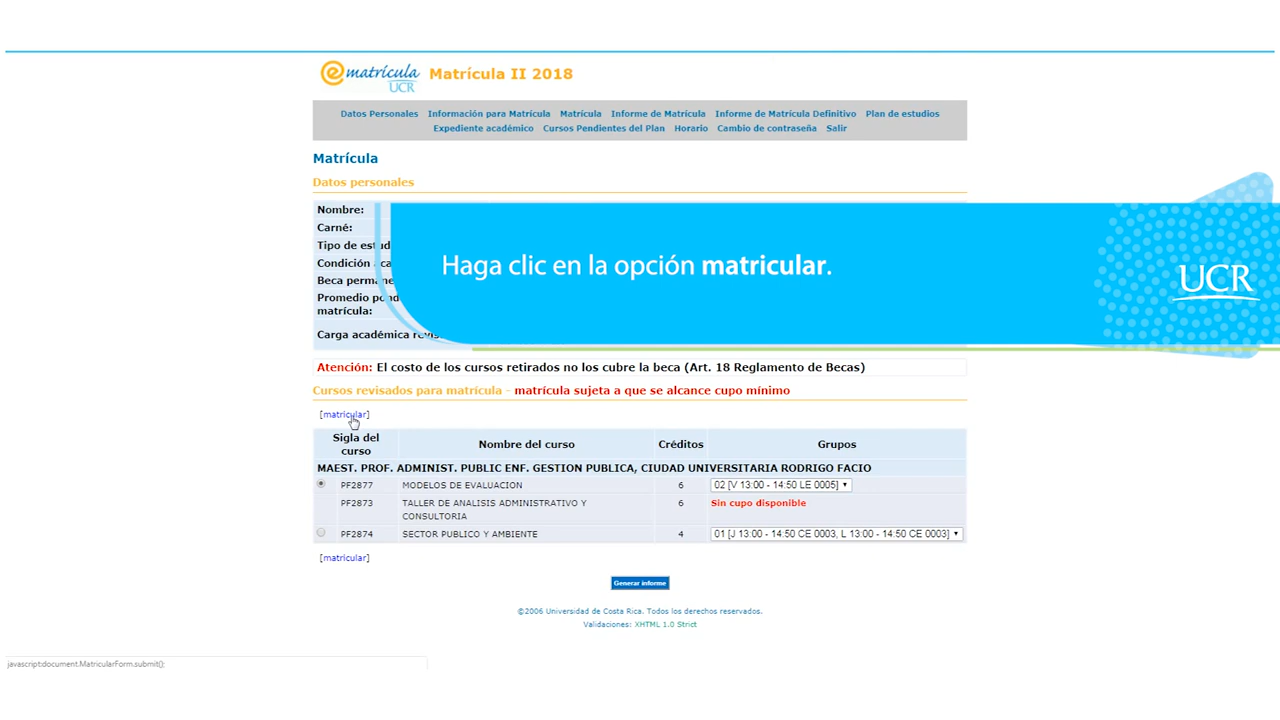 ematrícula
UCR
Matrícula II 2018
Datos Personales Información para Matrícula Matrícula Informe de Matrícula Informe de Matrícula Definitivo Plan de estudios
Expediente académico Cursos Pendientes del Plan Horario Cambio de contraseña Salir
Matrícula
Datos personales
Nombre:
Carné:
Tipo de estud
Condición aca
Beca permane
Promedio pond
matrícula:
Carga académica revis
Haga clic en la opción matricular.
UCR
Atención: El costo de los cursos retirados no los cubre la beca (Art. 18 Reglamento de Becas)
Cursos revisados para matrícula - matrícula sujeta a que se alcance cupo mínimo
[matricular]
Sigla del curso Nombre del curso Créditos Grupos
MAEST. PROF. ADMINIST. PUBLIC ENF. GESTION PUBLICA, CIUDAD UNIVERSITARIA RODRIGO FACIO
PF2877 MODELOS DE EVALUACION 6 02 [V 13:00 - 14:50 LE 0005]
PF2873 TALLER DE ANALISIS ADMINISTRATIVO Y CONSULTORIA 6 Sin cupo disponible
PF2874 SECTOR PUBLICO Y AMBIENTE 4 01 [J 13:00 - 14:50 CE 0003, L 13:00 - 14:50 CE 0003]
[matricular]
Generar informe
©2006 Universidad de Costa Rica. Todos los derechos reservados.
Validaciones: XHTML 1.0 Strict
javascript:document.MatricularForm.submit();